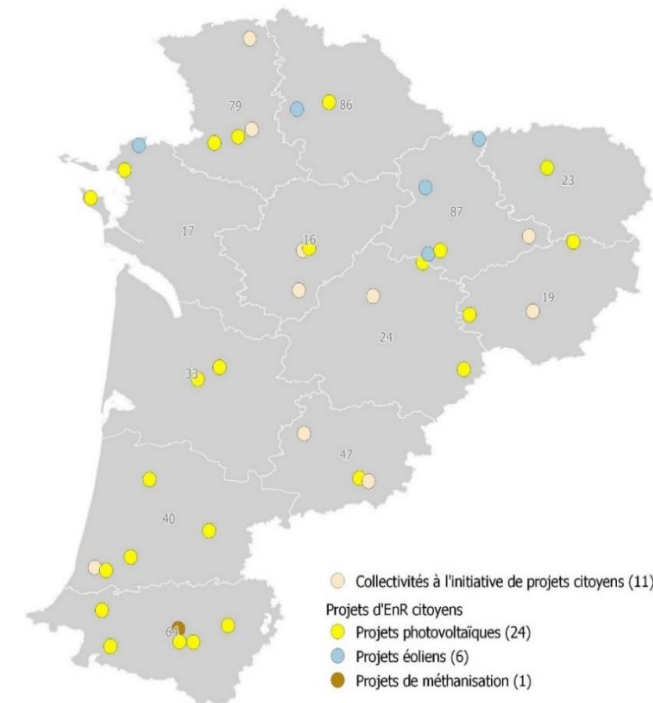 79
86
23
17
87
16
19
24
33
47
40
64
Collectivités à l'initiative de projets citoyens (11)
Projets d'EnR citoyens
Projets photovoltaïques (24)
Projets éoliens (6)
Projets de méthanisation (1)